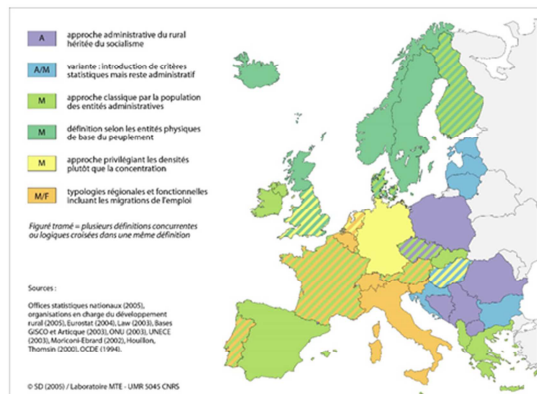 A approche administrative du rural
héritée du socialisme
A/M variante : introduction de critères
statistiques mais reste administratif
M approche classique par la population
des entités administratives
M définition selon les entités physiques
de base du peuplement
M approche privilégiant les densités
plutôt que la concentration
M/F typologies régionales et fonctionnelles
incluant les migrations de l'emploi
Figuré tramé = plusieurs définitions concurrentes
ou logiques croisées dans une même définition
Sources :
Offices statistiques nationaux (2005),
organisations en charge du développement
rural (2005), Eurostat (2004), Law (2003), Bases
GISCO et Articque (2003), ONU (2003), UNECE
(2003), Moriconi-Ebrard (2002), Houillon,
Thomsin (2000), OCDE (1994).
© SD (2005) / Laboratoire MTE - UMR 5045 CNRS